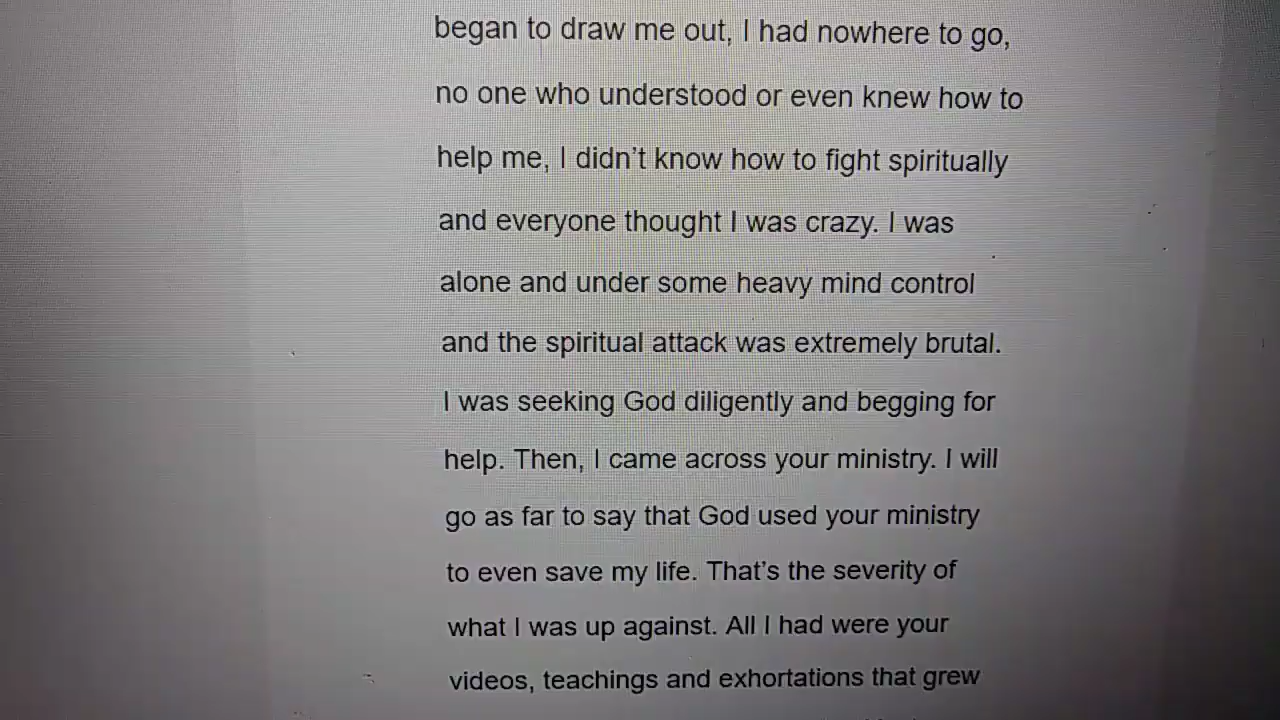 began to draw me out, I had nowhere to go,
no one who understood or even knew how to
help me, I didn’t know how to fight spiritually
and everyone thought I was crazy. I was
alone and under some heavy mind control
and the spiritual attack was extremely brutal.
I was seeking God diligently and begging for
help. Then, I came across your ministry. I will
go as far to say that God used your ministry
to even save my life. That’s the severity of
what I was up against. All I had were your
videos, teachings and exhortations that grew